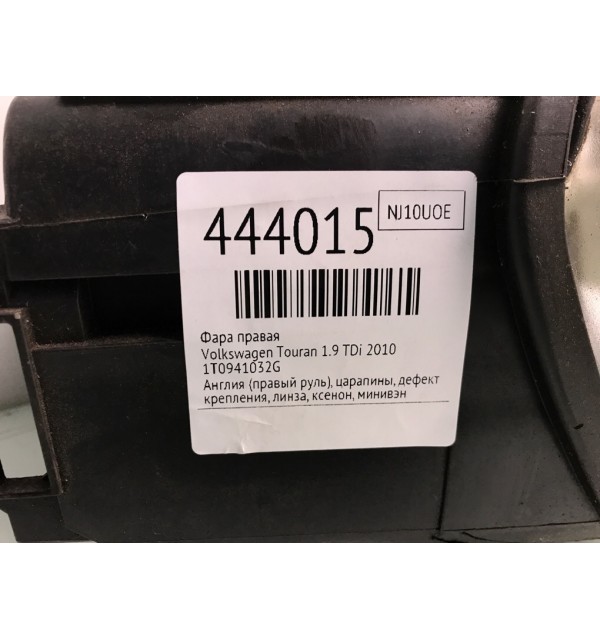 444015
NJ10UOE
Фара правая
Volkswagen Touran 1.9 TDi 2010
1T0941032G
Англия (правый руль), царапины, дефект
крепления, линза, ксенон, минивэн